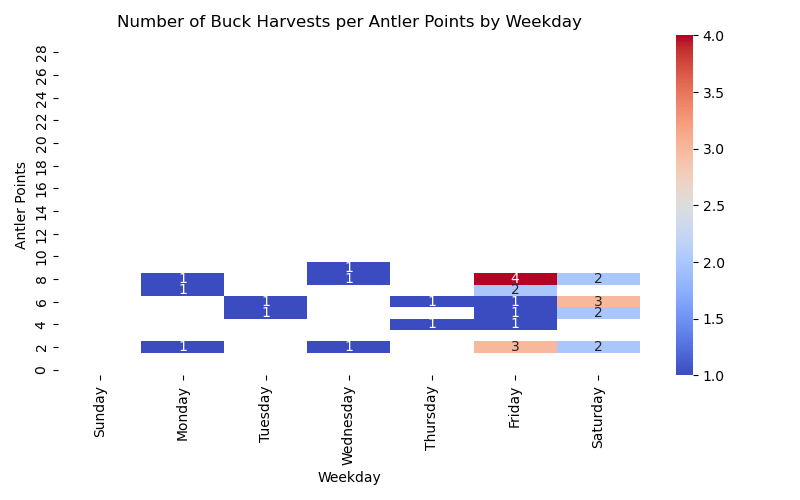 Number of Buck Harvests per Antler Points by Weekday
Antler Points
28
26
24
22
20
18
16
14
12
10
8
6
4
2
0
1
1 1 4 2
1 2
1 1 1 3
1 1 2
1 1
1 1 3 2
Sunday
Monday
Tuesday
Wednesday
Thursday
Friday
Saturday
Weekday
4.0
3.5
3.0
2.5
2.0
1.5
1.0